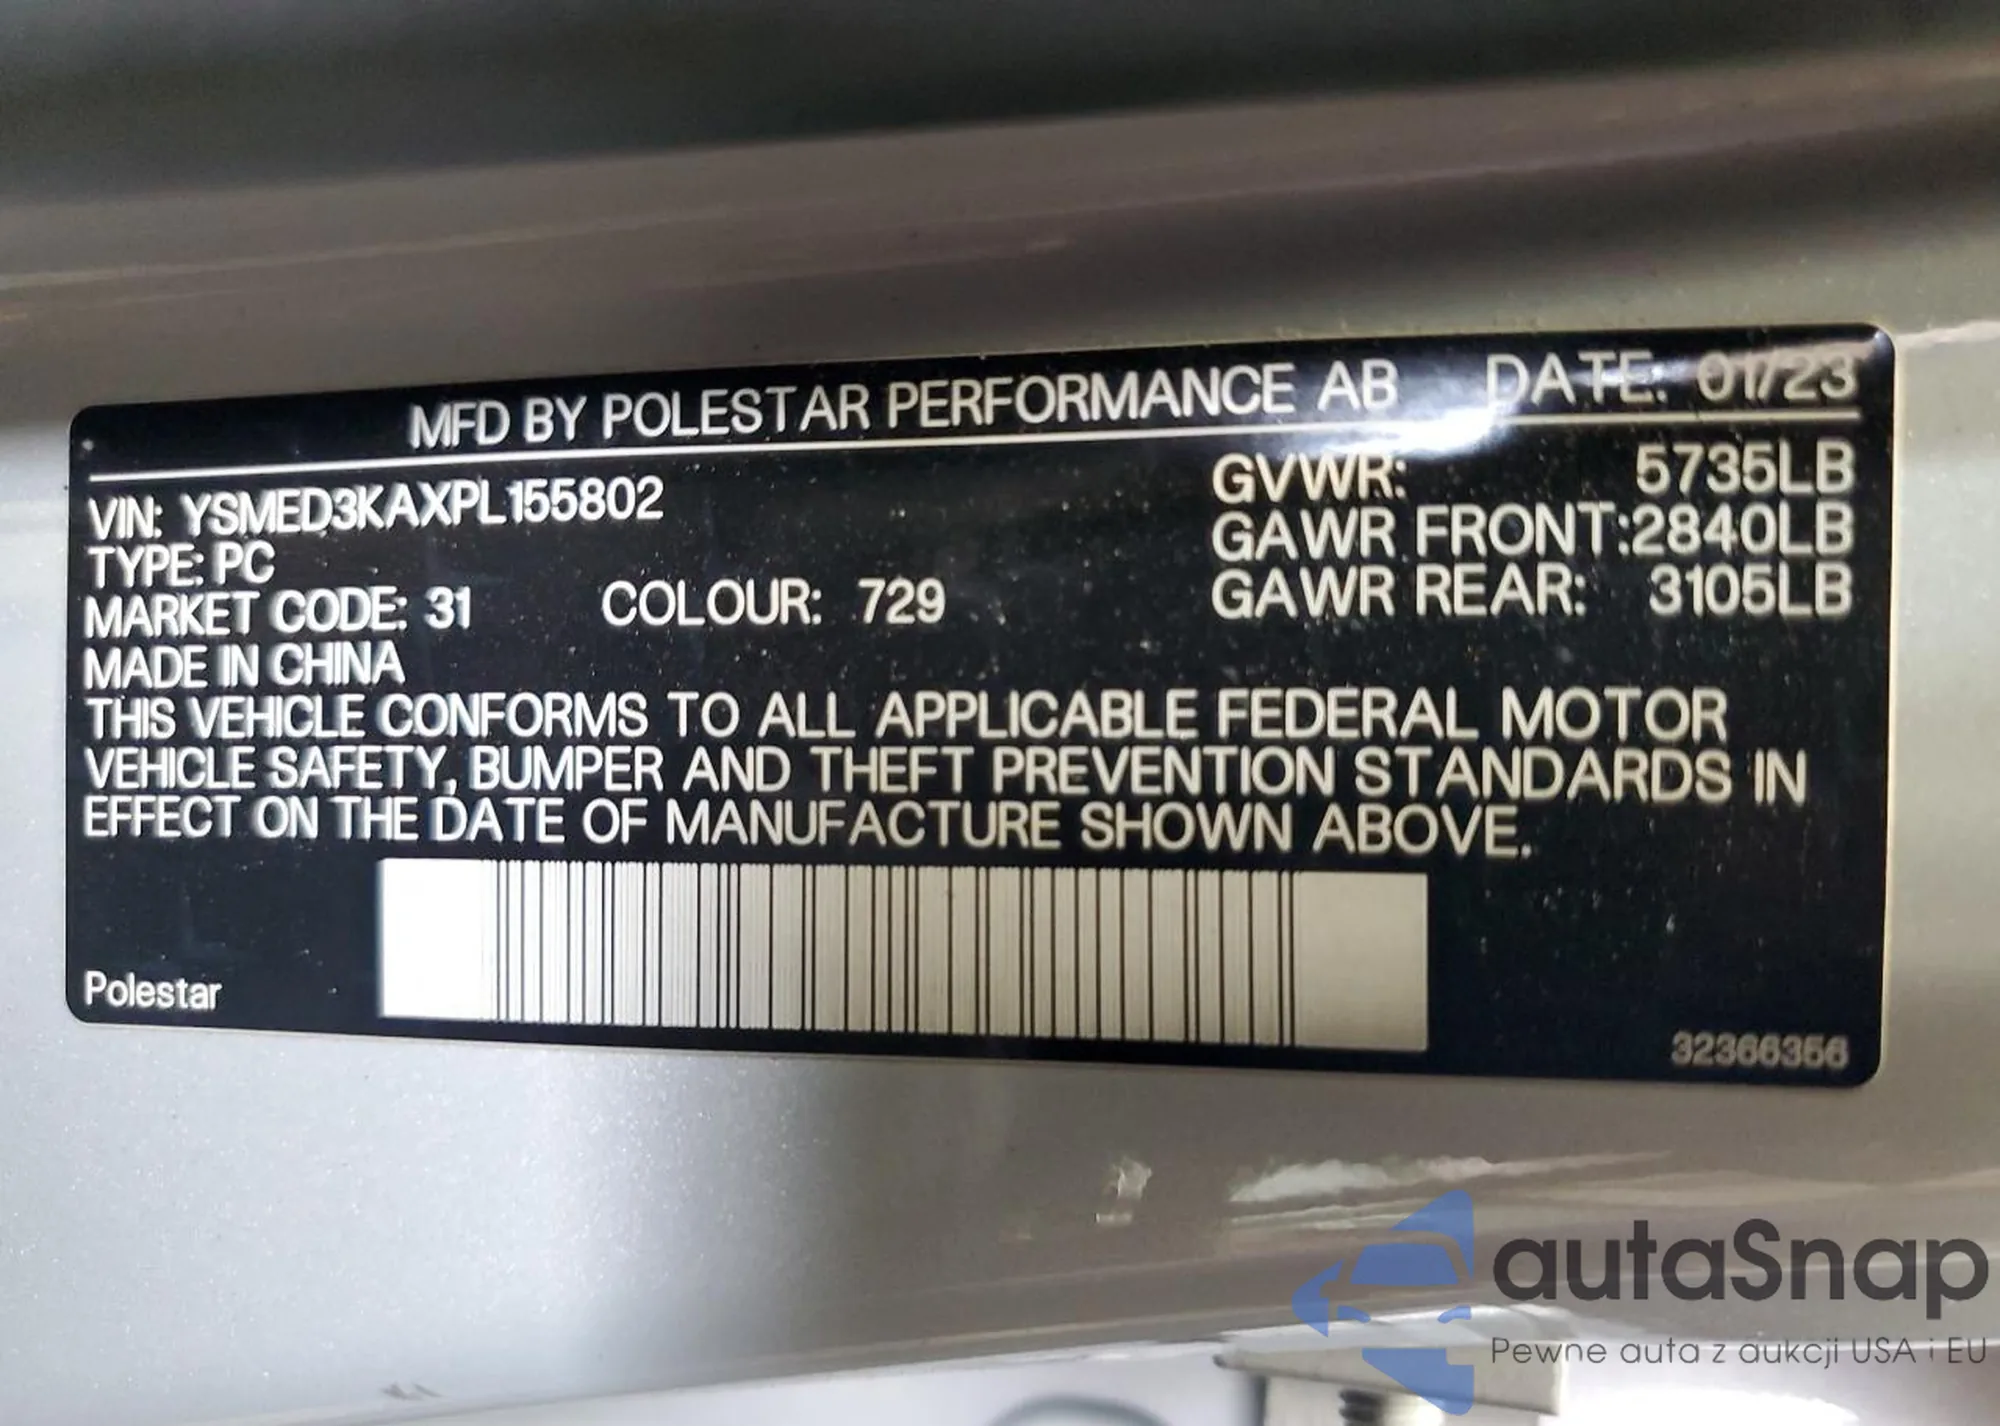 MFD BY POLESTAR PERFORMANCE AB DATE: 01/23
VIN: YSMED3KAXPL155802
GVWR: 5735LB
TYPE: PC
GAWR FRONT:2840LB
MARKET CODE: 31 COLOUR: 729
GAWR REAR: 3105LB
MADE IN CHINA
THIS VEHICLE CONFORMS TO ALL APPLICABLE FEDERAL MOTOR
VEHICLE SAFETY, BUMPER AND THEFT PREVENTION STANDARDS IN
EFFECT ON THE DATE OF MANUFACTURE SHOWN ABOVE.
Polestar
32366356
autaSnap
Pewne auta z aukcji USA i EU